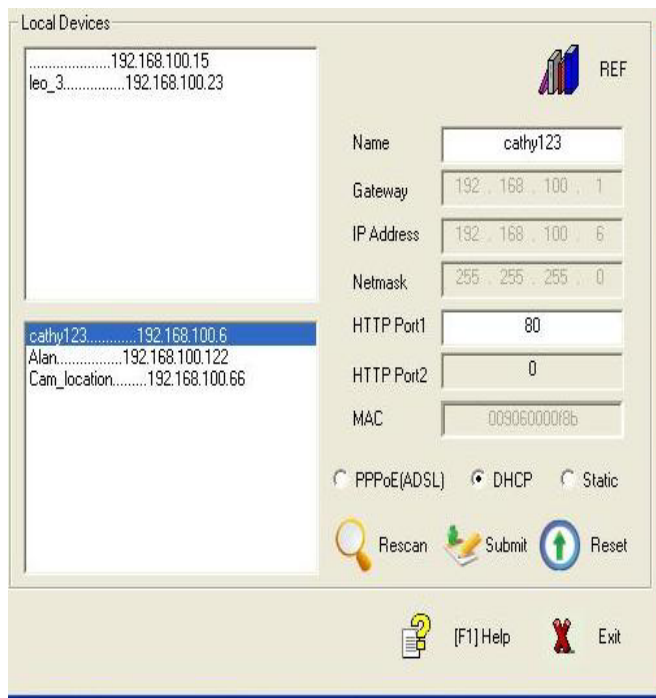 Local Devices
.....................192.168.100.15
leo_3................192.168.100.23
REF
Name cathy123
Gateway 192 . 168 . 100 . 1
IP Address 192 . 168 . 100 . 6
Netmask 255 . 255 . 255 . 0
HTTP Port1 80
HTTP Port2 0
MAC 009060000f8b
cathy123.............192.168.100.6
Alan.................192.168.100.122
Cam_location.........192.168.100.66
PPPoE(ADSL) DHCP Static
Rescan Submit Reset
[F1] Help Exit